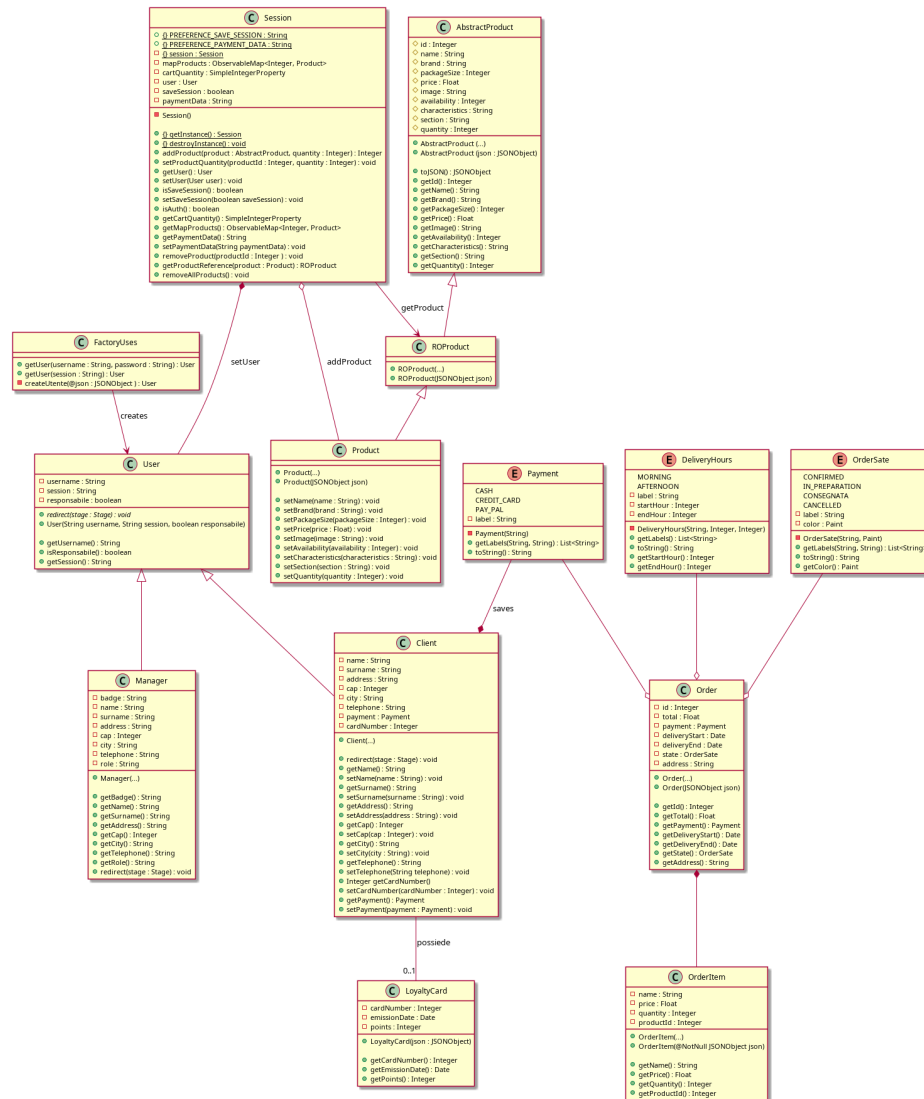 C Session
{} PREFERENCE_SAVE_SESSION : String
{} PREFERENCE_PAYMENT_DATA : String
{} session : Session
mapProducts : ObservableMap<Integer, Product>
cartQuantity : SimpleIntegerProperty
user : User
saveSession : boolean
paymentData : String
Session()
{} getInstance() : Session
{} destroyInstance() : void
addProduct(product : AbstractProduct, quantity : Integer) : Integer
setProductQuantity(productId : Integer, quantity : Integer) : void
getUser() : User
setUser(User user) : void
isSaveSession() : boolean
setSaveSession(boolean saveSession) : void
isAuth() : boolean
getCartQuantity() : SimpleIntegerProperty
getMapProducts() : ObservableMap<Integer, Product>
getPaymentData() : String
setPaymentData(String paymentData) : void
removeProduct(productId : Integer ) : void
getProductReference(product : Product) : ROProduct
removeAllProducts() : void
C AbstractProduct
id : Integer
name : String
brand : String
packageSize : Integer
price : Float
image : String
availability : Integer
characteristics : String
section : String
quantity : Integer
AbstractProduct (...)
AbstractProduct (json : JSONObject)
toJSON() : JSONObject
getId() : Integer
getName() : String
getBrand() : String
getPackageSize() : Integer
getPrice() : Float
getImage() : String
getAvailability() : Integer
getCharacteristics() : String
getSection() : String
getQuantity() : Integer
getProduct
C FactoryUses
getUser(username : String, password : String) : User
getUser(session : String) : User
createUtente(@json : JSONObject ) : User
setUser
addProduct
C ROProduct
ROProduct(...)
ROProduct(JSONObject json)
creates
C User
username : String
session : String
responsabile : boolean
redirect(stage : Stage) : void
User(String username, String session, boolean responsabile)
getUsername() : String
isResponsabile() : boolean
getSession() : String
C Product
Product(...)
Product(JSONObject json)
setName(name : String) : void
setBrand(brand : String) : void
setPackageSize(packageSize : Integer) : void
setPrice(price : Float) : void
setImage(image : String) : void
setAvailability(availability : Integer) : void
setCharacteristics(characteristics : String) : void
setSection(section : String) : void
setQuantity(quantity : Integer) : void
E Payment
CASH
CREDIT_CARD
PAY_PAL
label : String
Payment(String)
getLabels(String, String) : List<String>
toString() : String
E DeliveryHours
MORNING
AFTERNOON
label : String
startHour : Integer
endHour : Integer
DeliveryHours(String, Integer, Integer)
getLabels() : List<String>
toString() : String
getStartHour() : Integer
getEndHour() : Integer
E OrderSate
CONFIRMED
IN_PREPARATION
CONSEGNATA
CANCELLED
label : String
color : Paint
OrderSate(String, Paint)
getLabels(String, String) : List<String>
toString() : String
getColor() : Paint
saves
C Manager
badge : String
name : String
surname : String
address : String
cap : Integer
city : String
telephone : String
role : String
Manager(...)
getBadge() : String
getName() : String
getSurname() : String
getAddress() : String
getCap() : Integer
getCity() : String
getTelephone() : String
getRole() : String
redirect(stage : Stage) : void
C Client
name : String
surname : String
address : String
cap : Integer
city : String
telephone : String
payment : Payment
cardNumber : Integer
Client(...)
redirect(stage : Stage) : void
getName() : String
setName(name : String) : void
getSurname() : String
setSurname(surname : String) : void
getAddress() : String
setAddress(address : String) : void
getCap() : Integer
setCap(cap : Integer) : void
getCity() : String
setCity(city : String) : void
getTelephone() : String
setTelephone(String telephone) : void
Integer getCardNumber()
setCardNumber(cardNumber : Integer) : void
getPayment() : Payment
setPayment(payment : Payment) : void
C Order
id : Integer
total : Float
payment : Payment
deliveryStart : Date
deliveryEnd : Date
state : OrderSate
address : String
Order(...)
Order(JSONObject json)
getId() : Integer
getTotal() : Float
getPayment() : Payment
getDeliveryStart() : Date
getDeliveryEnd() : Date
getState() : OrderSate
getAddress() : String
possiede
0..1
C LoyaltyCard
cardNumber : Integer
emissionDate : Date
points : Integer
LoyaltyCard(json : JSONObject)
getCardNumber() : Integer
getEmissionDate() : Date
getPoints() : Integer
C OrderItem
name : String
price : Float
quantity : Integer
productId : Integer
OrderItem(...)
OrderItem(@NotNull JSONObject json)
getName() : String
getPrice() : Float
getQuantity() : Integer
getProductId() : Integer